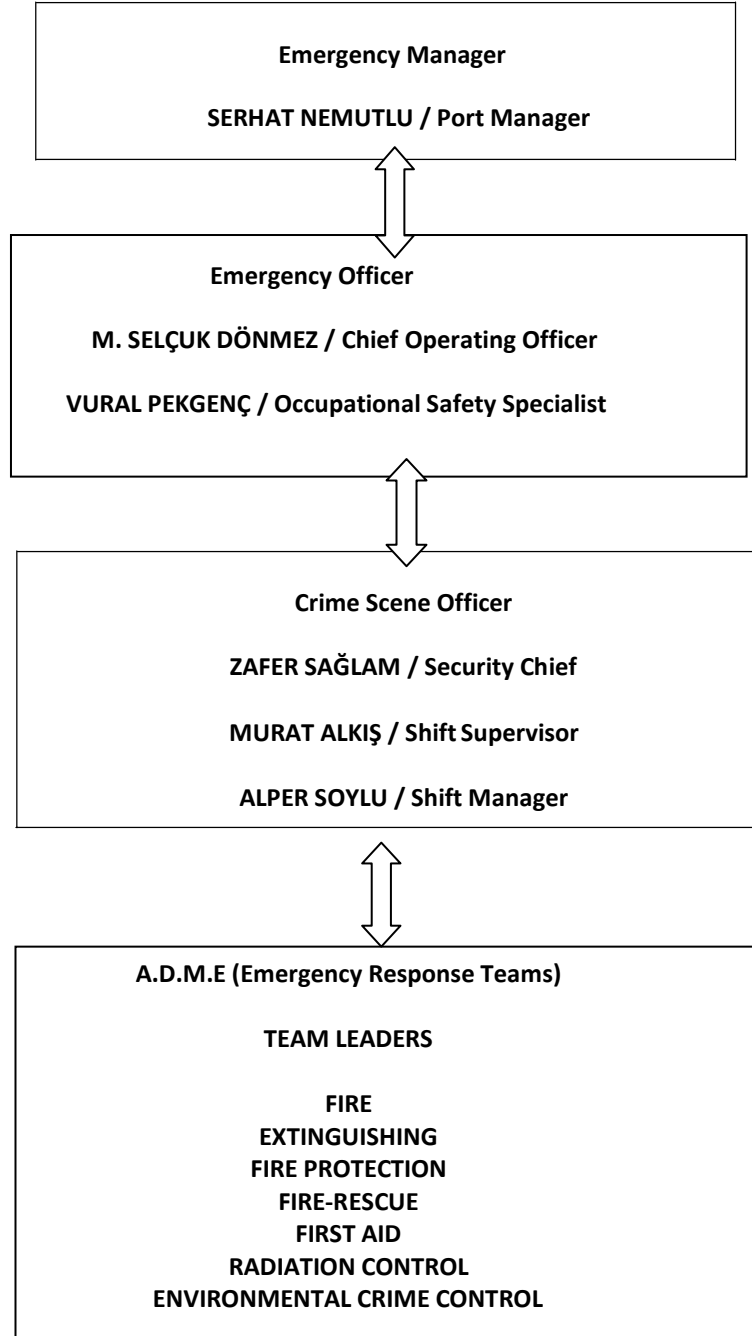 Emergency Manager
SERHAT NEMUTLU / Port Manager
Emergency Officer
M. SELÇUK DÖNMEZ / Chief Operating Officer
VURAL PEKGENÇ / Occupational Safety Specialist
Crime Scene Officer
ZAFER SAĞLAM / Security Chief
MURAT ALKIŞ / Shift Supervisor
ALPER SOYLU / Shift Manager
A.D.M.E (Emergency Response Teams)
TEAM LEADERS
FIRE
EXTINGUISHING
FIRE PROTECTION
FIRE-RESCUE
FIRST AID
RADIATION CONTROL
ENVIRONMENTAL CRIME CONTROL